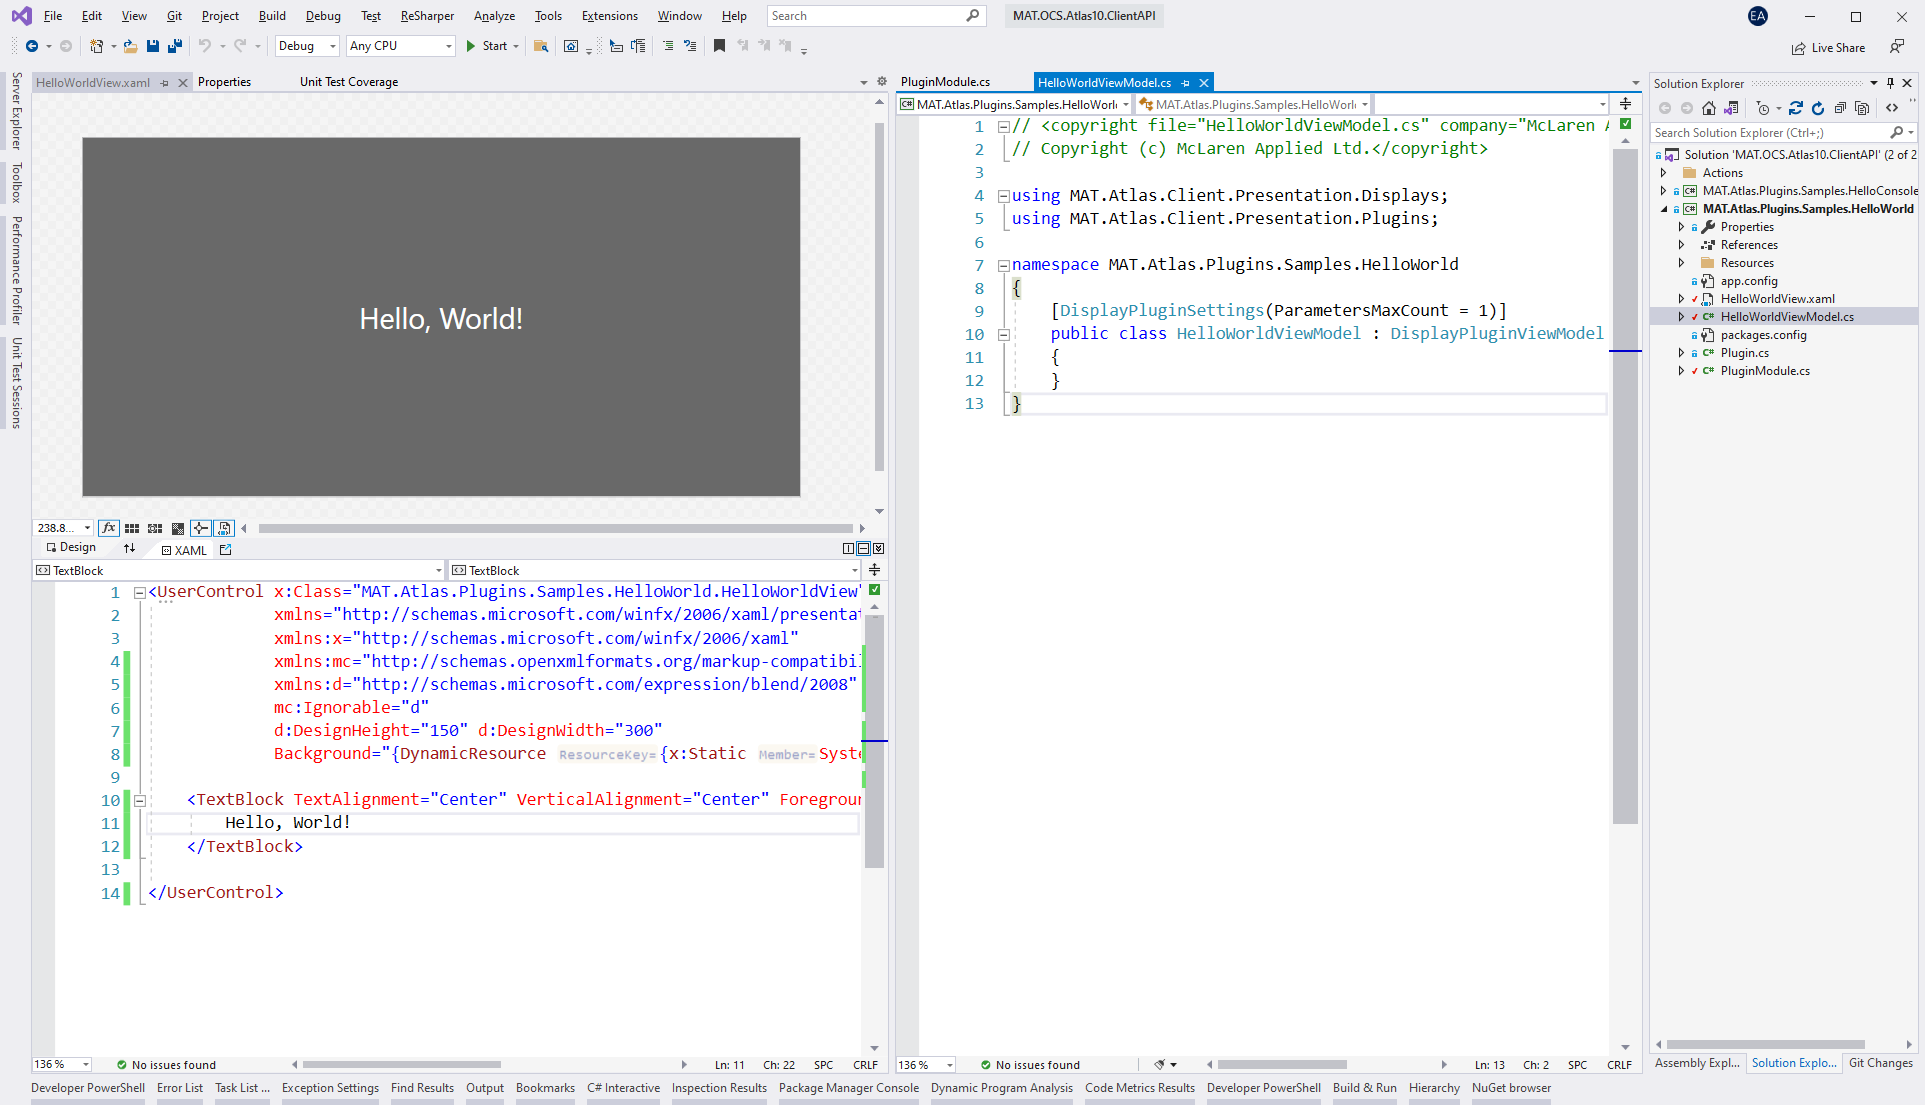 File Edit View Git Project Build Debug Test ReSharper Analyze Tools Extensions Window Help Search MAT.OCS.Atlas10.ClientAPI EA
Debug Any CPU Start Live Share
Server Explorer
Toolbox
Performance Profiler
Unit Test Sessions
HelloWorldView.xaml Properties Unit Test Coverage
Hello, World!
238.8...
Design XAML
TextBlock TextBlock
1 <UserControl x:Class="MAT.Atlas.Plugins.Samples.HelloWorld.HelloWorldView"
2 xmlns="http://schemas.microsoft.com/winfx/2006/xaml/presentat
3 xmlns:x="http://schemas.microsoft.com/winfx/2006/xaml"
4 xmlns:mc="http://schemas.openxmlformats.org/markup-compatibil
5 xmlns:d="http://schemas.microsoft.com/expression/blend/2008"
6 mc:Ignorable="d"
7 d:DesignHeight="150" d:DesignWidth="300"
8 Background="{DynamicResource ResourceKey= {x:Static Member= Syste
9
10 <TextBlock TextAlignment="Center" VerticalAlignment="Center" Foregroun
11 Hello, World!
12 </TextBlock>
13
14 </UserControl>
136 % No issues found Ln: 11 Ch: 22 SPC CRLF
PluginModule.cs HelloWorldViewModel.cs
C# MAT.Atlas.Plugins.Samples.HelloWorl MAT.Atlas.Plugins.Samples.HelloWorl
1 // <copyright file="HelloWorldViewModel.cs" company="McLaren A
2 // Copyright (c) McLaren Applied Ltd.</copyright>
3
4 using MAT.Atlas.Client.Presentation.Displays;
5 using MAT.Atlas.Client.Presentation.Plugins;
6
7 namespace MAT.Atlas.Plugins.Samples.HelloWorld
8 {
9 [DisplayPluginSettings(ParametersMaxCount = 1)]
10 public class HelloWorldViewModel : DisplayPluginViewModel
11 {
12 }
13 }
136 % No issues found Ln: 13 Ch: 2 SPC CRLF
Solution Explorer
Search Solution Explorer (Ctrl+;)
Solution 'MAT.OCS.Atlas10.ClientAPI' (2 of 2
Actions
C# MAT.Atlas.Plugins.Samples.HelloConsole
C# MAT.Atlas.Plugins.Samples.HelloWorld
Properties
References
Resources
app.config
HelloWorldView.xaml
C# HelloWorldViewModel.cs
packages.config
C# Plugin.cs
C# PluginModule.cs
Assembly Expl... Solution Explo... Git Changes
Developer PowerShell Error List Task List ... Exception Settings Find Results Output Bookmarks C# Interactive Inspection Results Package Manager Console Dynamic Program Analysis Code Metrics Results Developer PowerShell Build & Run Hierarchy NuGet browser